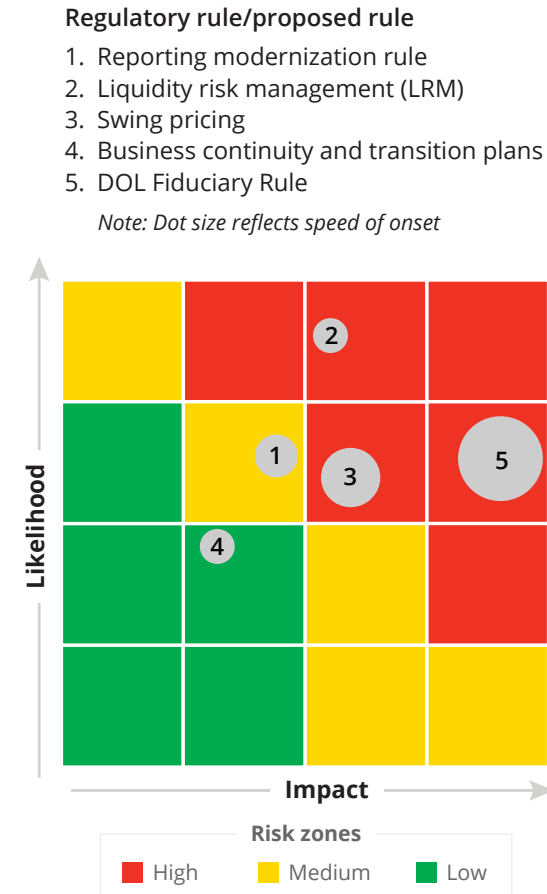 Regulatory rule/proposed rule
1. Reporting modernization rule
2. Liquidity risk management (LRM)
3. Swing pricing
4. Business continuity and transition plans
5. DOL Fiduciary Rule
Note: Dot size reflects speed of onset
2
1
3
5
4
Likelihood
Impact
Risk zones
High
Medium
Low